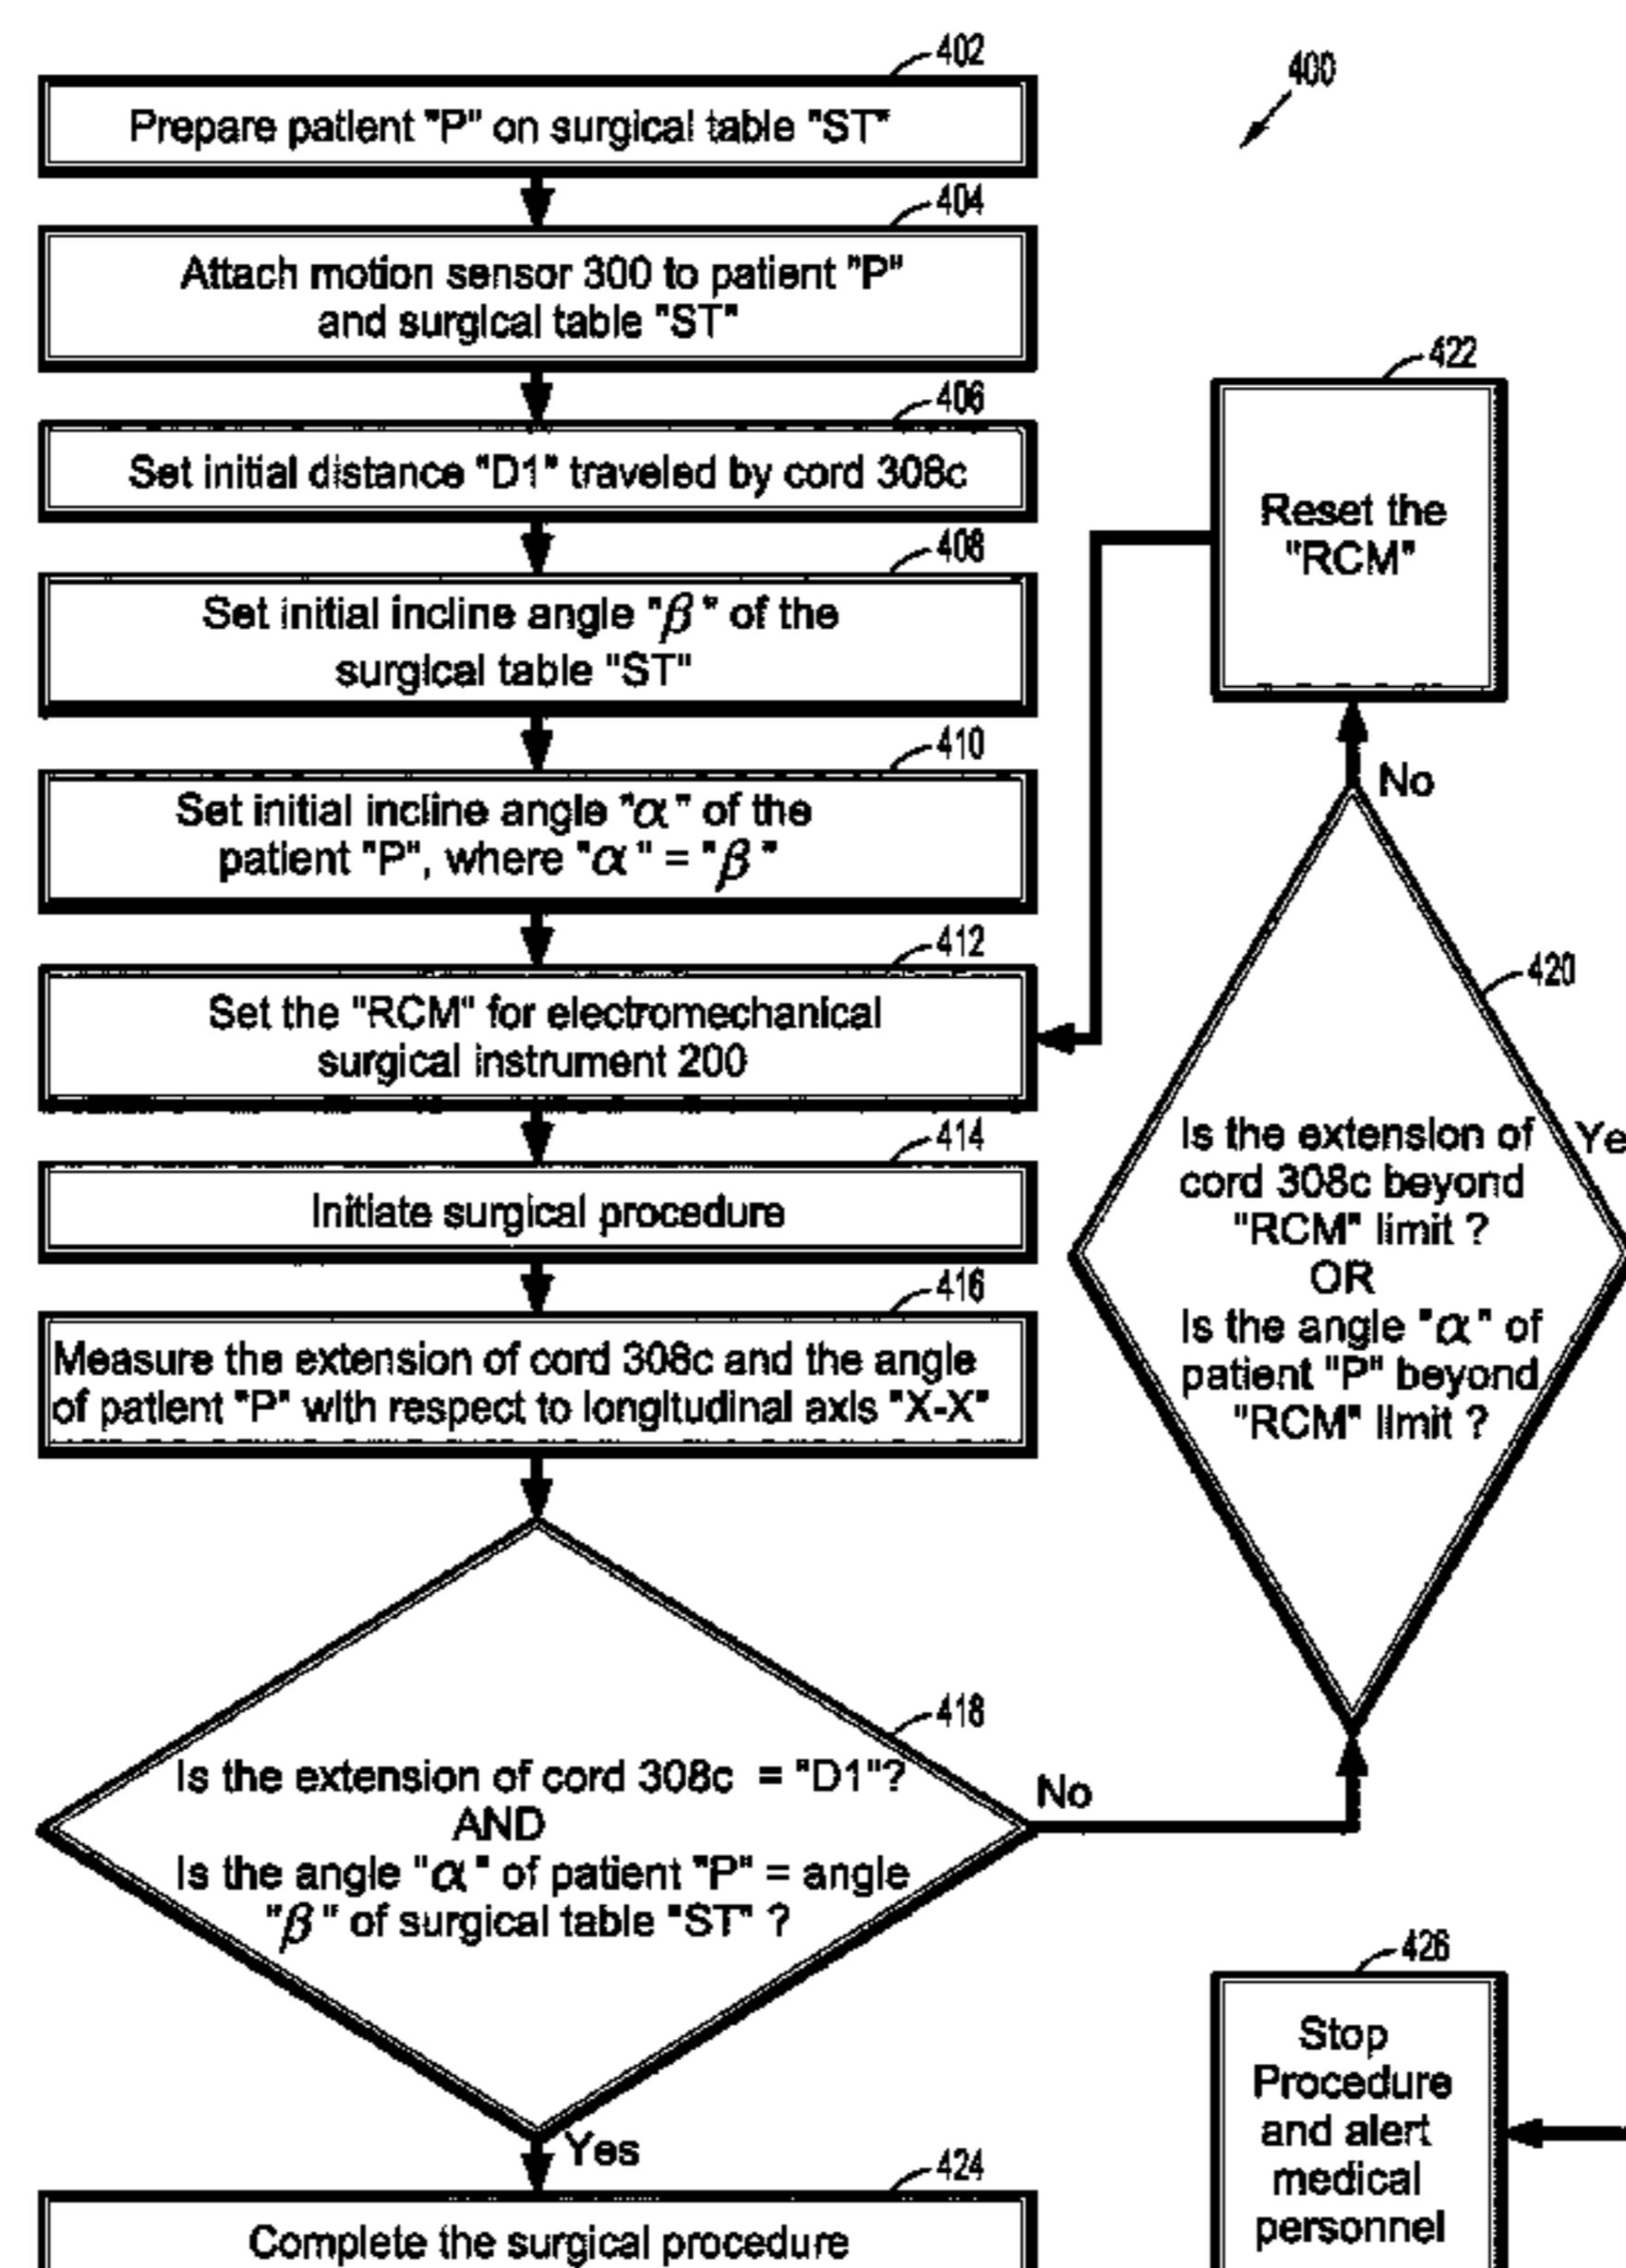 400
402
Prepare patient "P" on surgical table "ST"
404
Attach motion sensor 300 to patient "P"
and surgical table "ST"
406
Set initial distance "D1" traveled by cord 308c
408
Set initial incline angle "β" of the
surgical table "ST"
410
Set initial incline angle "α" of the
patient "P", where "α" = "β"
412
Set the "RCM" for electromechanical
surgical instrument 200
414
Initiate surgical procedure
416
Measure the extension of cord 308c and the angle
of patient "P" with respect to longitudinal axis "X-X"
418
Is the extension of cord 308c = "D1"?
AND
Is the angle "α" of patient "P" = angle
"β" of surgical table "ST" ?
No
Yes
424
Complete the surgical procedure
422
Reset the
"RCM"
No
420
Is the extension of
cord 308c beyond
"RCM" limit ?
OR
Is the angle "α" of
patient "P" beyond
"RCM" limit ?
Ye
426
Stop
Procedure
and alert
medical
personnel